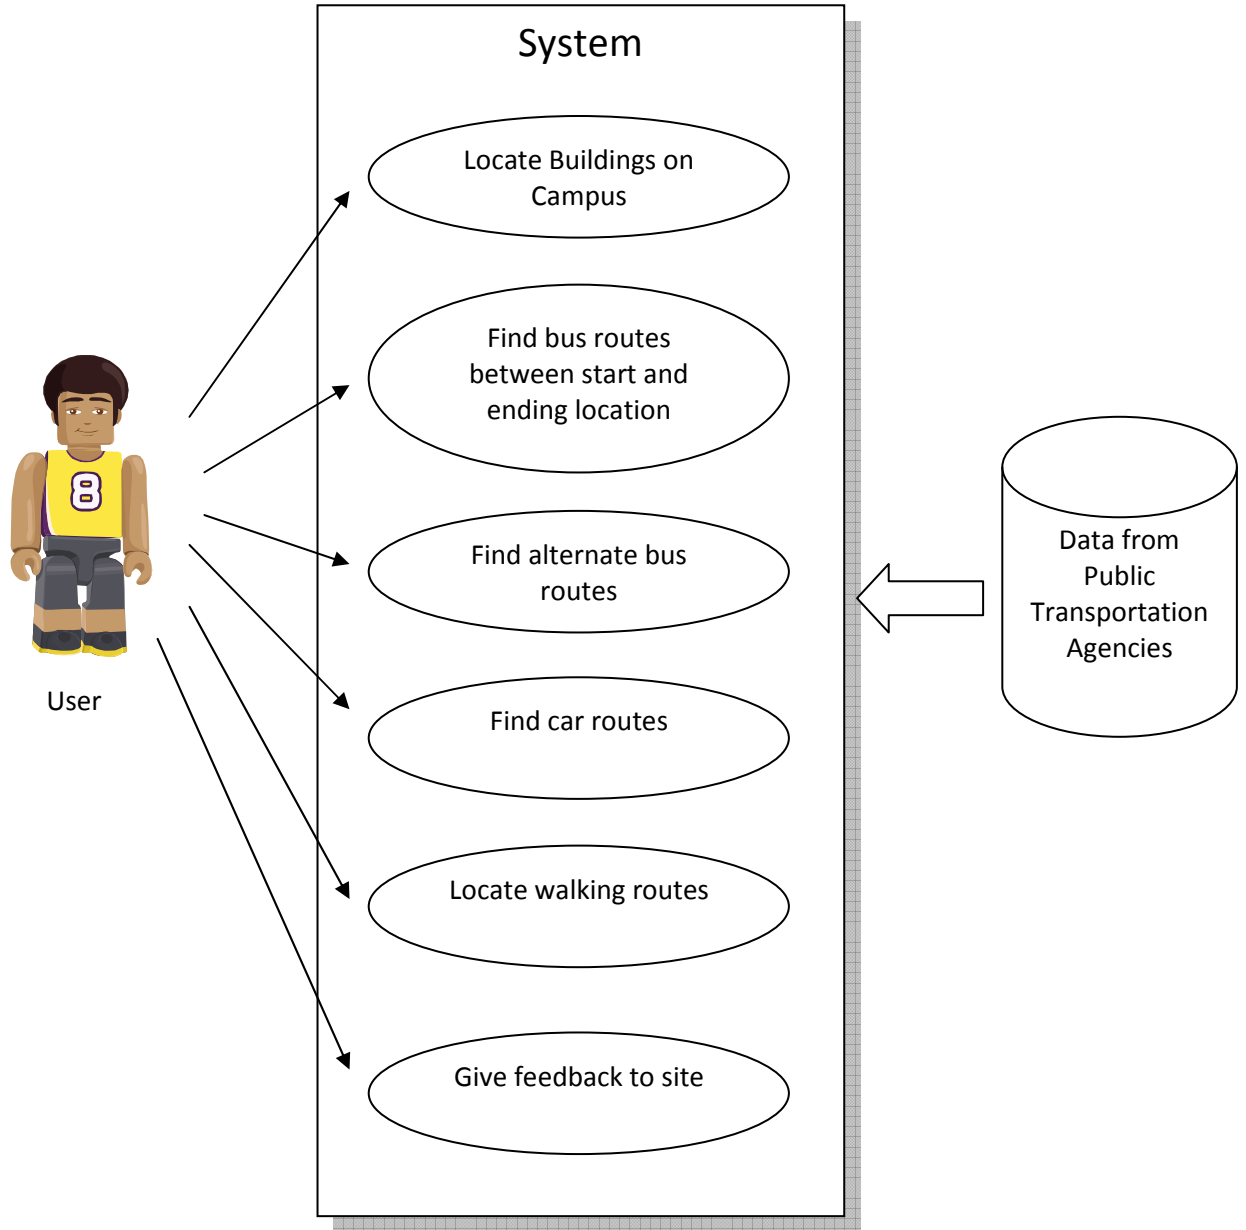 System
Locate Buildings on
Campus
Find bus routes
between start and
ending location
Find alternate bus
routes
Find car routes
Locate walking routes
Give feedback to site
8
User
Data from
Public
Transportation
Agencies